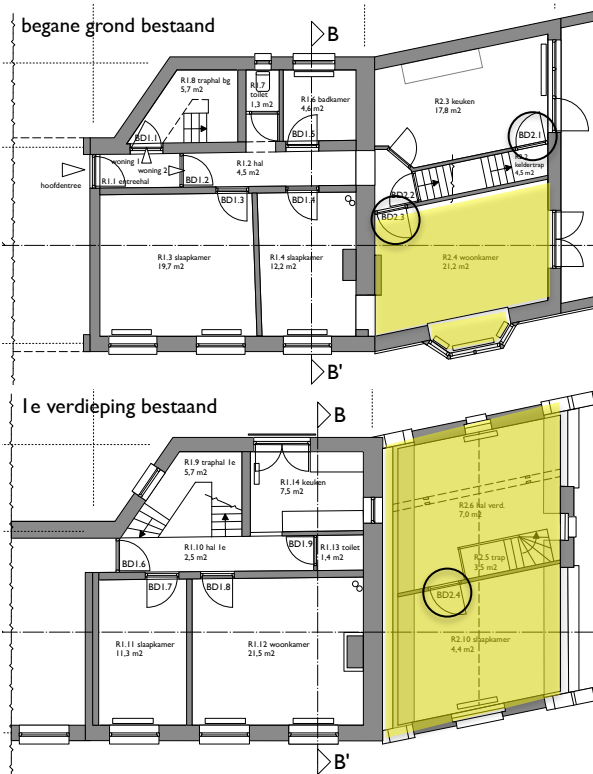 begane grond bestaand
B
R1.8 traphal bg
5,7 m2
R1.7
toilet
1,3 m2
R1.6 badkamer
4,6 m2
R2.3 keuken
17,8 m2
BD1.1
BD1.5
BD2.1
woning 1
woning 2
R1.2 hal
4,5 m2
R2.2
keldertrap
4,5 m2
hoofdentree
R1.1 entreehal
BD1.2
BD1.3
BD1.4
BD2.2
BD2.3
R1.3 slaapkamer
19,7 m2
R1.4 slaapkamer
12,2 m2
R2.4 woonkamer
21,2 m2
B'
1e verdieping bestaand
B
R1.9 traphal 1e
5,7 m2
R1.14 keuken
7,5 m2
R2.6 hal verd.
7,0 m2
R1.10 hal 1e
2,5 m2
BD1.9
R1.13 toilet
1,4 m2
R2.5 trap
3,5 m2
BD1.6
BD1.7
BD1.8
BD2.4
R1.11 slaapkamer
11,3 m2
R1.12 woonkamer
21,5 m2
R2.10 slaapkamer
4,4 m2
B'